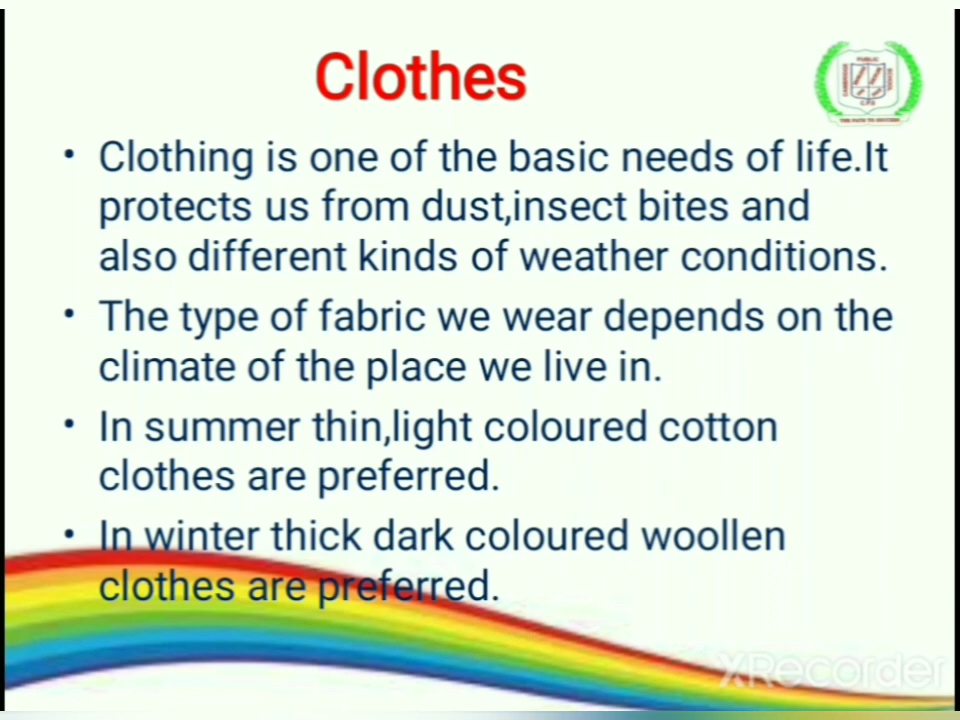 Clothes
• Clothing is one of the basic needs of life.It
protects us from dust,insect bites and
also different kinds of weather conditions.
• The type of fabric we wear depends on the
climate of the place we live in.
• In summer thin,light coloured cotton
clothes are preferred.
• In winter thick dark coloured woollen
clothes are preferred.
PUBLIC
XRecorder